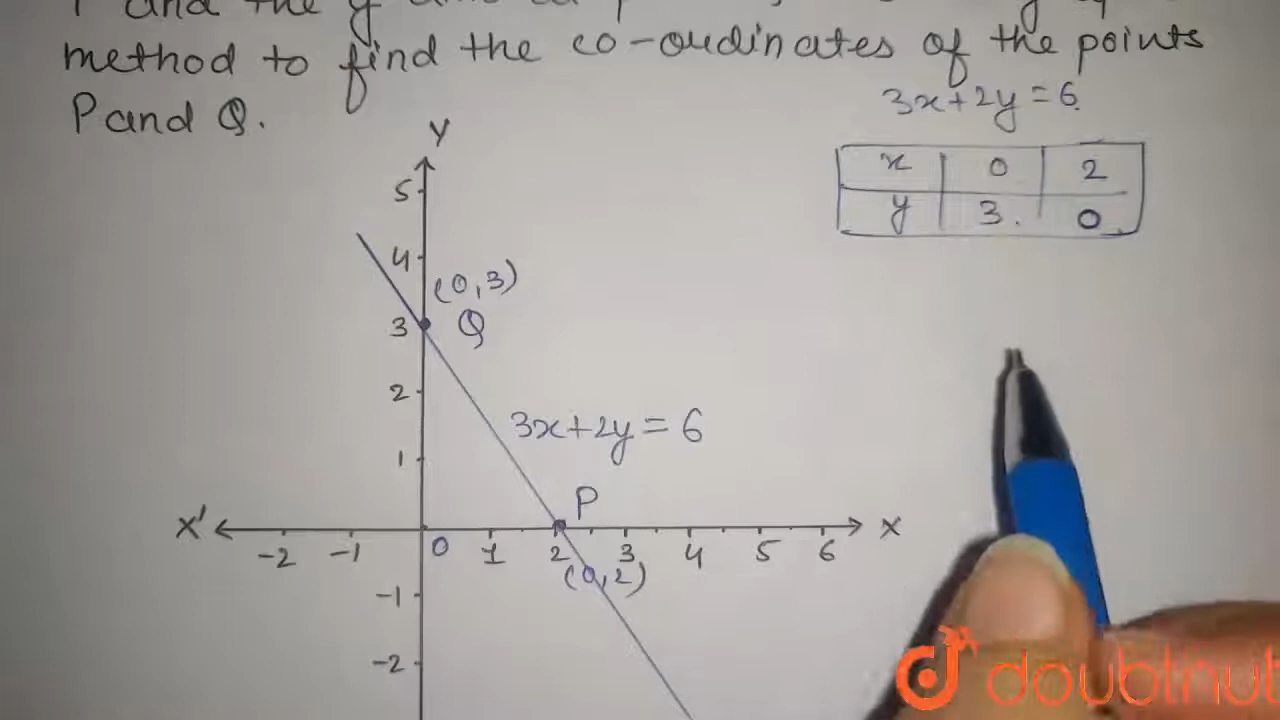 and the y
method to find the co-ordinates of the points
P and Q.
3x+2y=6
x 0 2
y 3. 0
Y
5
4
(0,3)
3 Q
2
3x+2y=6
1
P
X' X
-2 -1 0 1 2 3 4 5 6
(0,2)
-1
-2
doubtnut